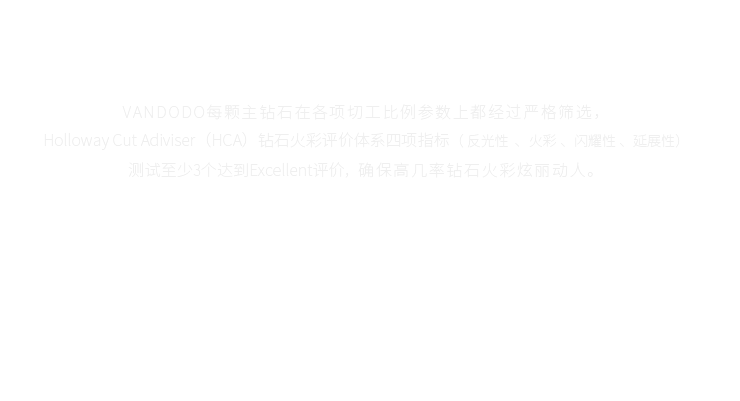 VANDODO每颗主钻石在各项切工比例参数上都经过严格筛选，
Holloway Cut Adiviser（HCA）钻石火彩评价体系四项指标（反光性 、火彩 、闪耀性 、延展性）
测试至少3个达到Excellent评价, 确保高几率钻石火彩炫丽动人。